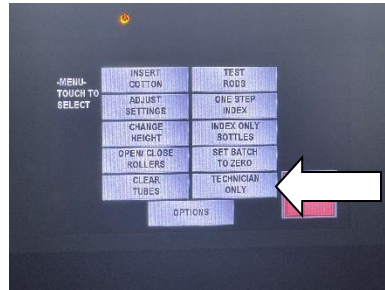 -MENU-
TOUCH TO
SELECT
INSERT
COTTON
TEST
RODS
ADJUST
SETTINGS
ONE STEP
INDEX
CHANGE
HEIGHT
INDEX ONLY
BOTTLES
OPEN/CLOSE
ROLLERS
SET BATCH
TO ZERO
CLEAR
TUBES
TECHNICIAN
ONLY
OPTIONS